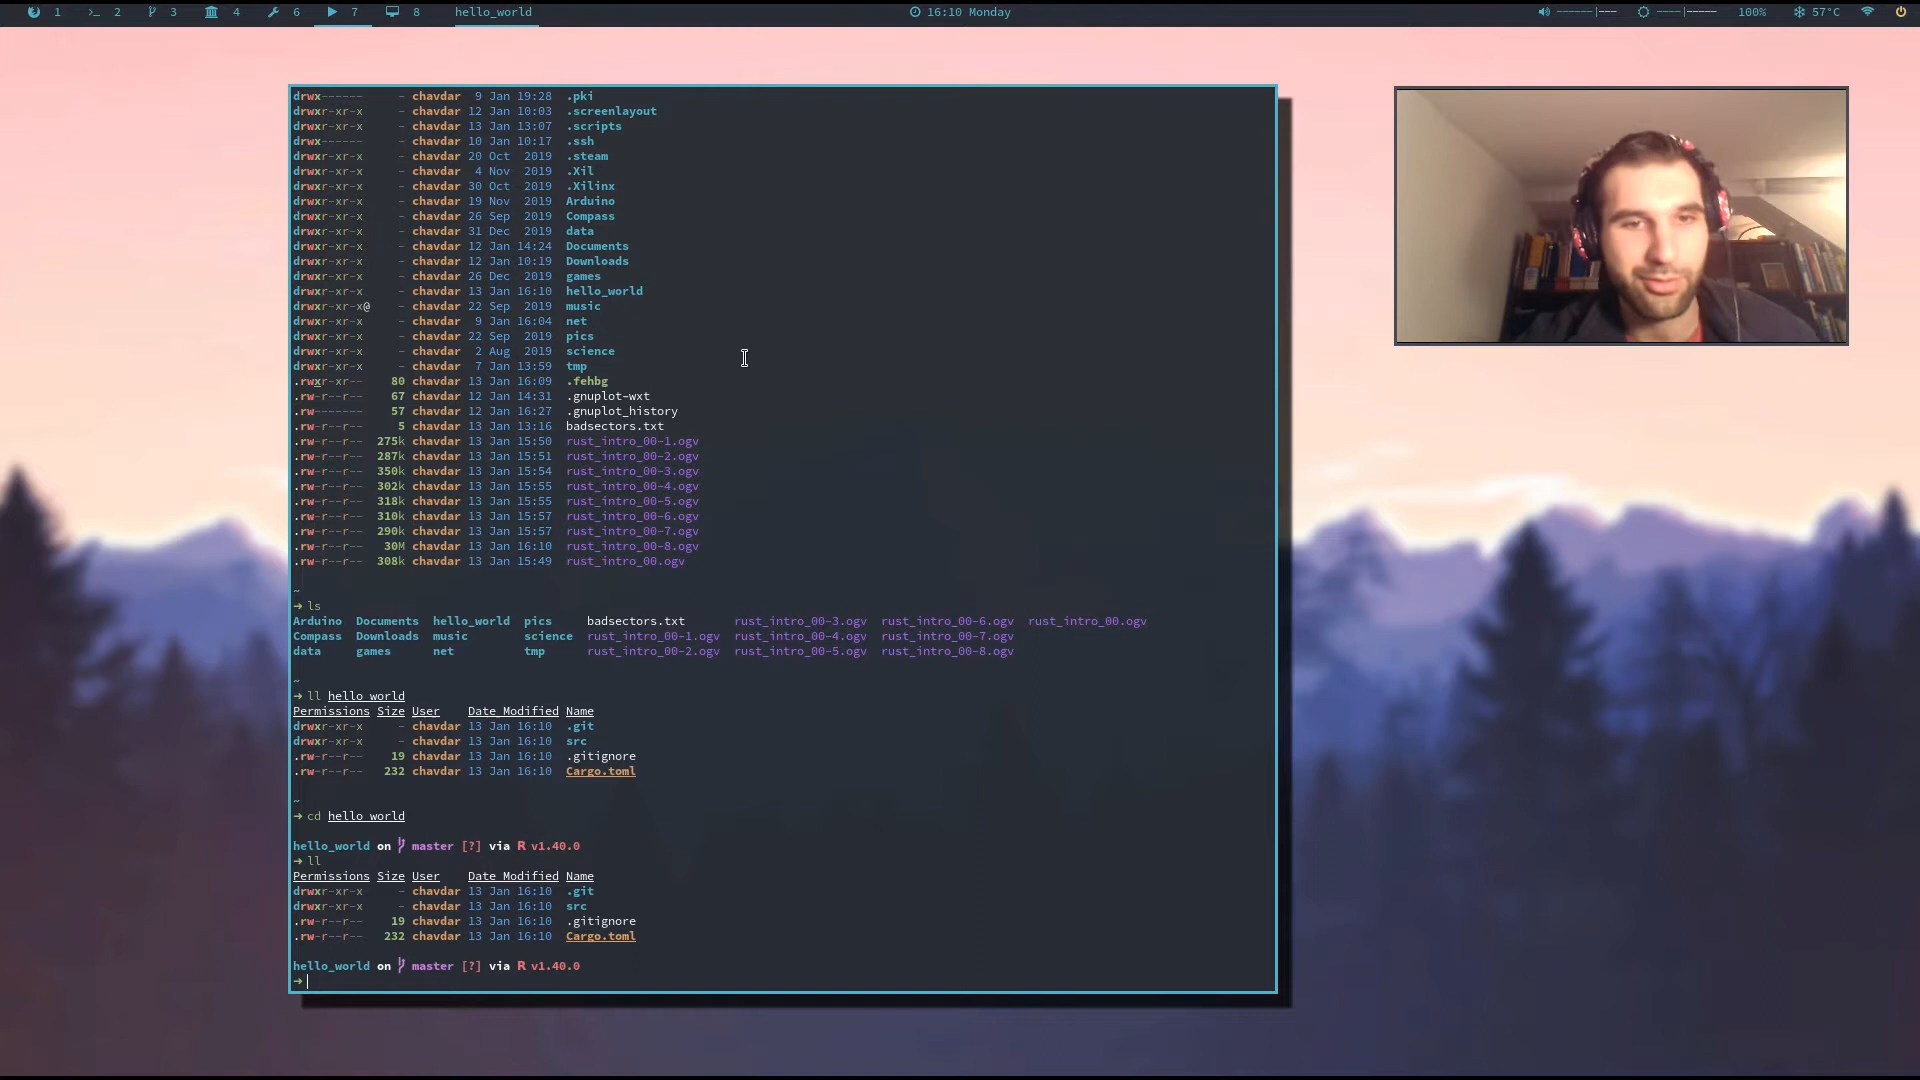 1 2 3 4 6 7 8 hello_world 16:10 Monday 100% 57°C
drwx------ - chavdar 9 Jan 19:28 .pki
drwxr-xr-x - chavdar 12 Jan 10:03 .screenlayout
drwxr-xr-x - chavdar 13 Jan 13:07 .scripts
drwx------ - chavdar 10 Jan 10:17 .ssh
drwxr-xr-x - chavdar 20 Oct 2019 .steam
drwxr-xr-x - chavdar 4 Nov 2019 .Xil
drwxr-xr-x - chavdar 30 Oct 2019 .Xilinx
drwxr-xr-x - chavdar 19 Nov 2019 Arduino
drwxr-xr-x - chavdar 26 Sep 2019 Compass
drwxr-xr-x - chavdar 31 Dec 2019 data
drwxr-xr-x - chavdar 12 Jan 14:24 Documents
drwxr-xr-x - chavdar 12 Jan 10:19 Downloads
drwxr-xr-x - chavdar 26 Dec 2019 games
drwxr-xr-x - chavdar 13 Jan 16:10 hello_world
drwxr-xr-x@ - chavdar 22 Sep 2019 music
drwxr-xr-x - chavdar 9 Jan 16:04 net
drwxr-xr-x - chavdar 22 Sep 2019 pics
drwxr-xr-x - chavdar 2 Aug 2019 science
drwxr-xr-x - chavdar 7 Jan 13:59 tmp
.rwxr-xr-- 80 chavdar 13 Jan 16:09 .fehbg
.rw-r--r-- 67 chavdar 12 Jan 14:31 .gnuplot-wxt
.rw------- 57 chavdar 12 Jan 16:27 .gnuplot_history
.rw-r--r-- 5 chavdar 13 Jan 13:16 badsectors.txt
.rw-r--r-- 275k chavdar 13 Jan 15:50 rust_intro_00-1.ogv
.rw-r--r-- 287k chavdar 13 Jan 15:51 rust_intro_00-2.ogv
.rw-r--r-- 350k chavdar 13 Jan 15:54 rust_intro_00-3.ogv
.rw-r--r-- 302k chavdar 13 Jan 15:55 rust_intro_00-4.ogv
.rw-r--r-- 318k chavdar 13 Jan 15:55 rust_intro_00-5.ogv
.rw-r--r-- 310k chavdar 13 Jan 15:57 rust_intro_00-6.ogv
.rw-r--r-- 290k chavdar 13 Jan 15:57 rust_intro_00-7.ogv
.rw-r--r-- 30M chavdar 13 Jan 16:10 rust_intro_00-8.ogv
.rw-r--r-- 308k chavdar 13 Jan 15:49 rust_intro_00.ogv
~
➜ ls
Arduino Documents hello_world pics badsectors.txt rust_intro_00-3.ogv rust_intro_00-6.ogv rust_intro_00.ogv
Compass Downloads music science rust_intro_00-1.ogv rust_intro_00-4.ogv rust_intro_00-7.ogv
data games net tmp rust_intro_00-2.ogv rust_intro_00-5.ogv rust_intro_00-8.ogv
~
➜ ll hello_world
Permissions Size User Date Modified Name
drwxr-xr-x - chavdar 13 Jan 16:10 .git
drwxr-xr-x - chavdar 13 Jan 16:10 src
.rw-r--r-- 19 chavdar 13 Jan 16:10 .gitignore
.rw-r--r-- 232 chavdar 13 Jan 16:10 Cargo.toml
~
➜ cd hello_world
hello_world on master [?] via R v1.40.0
➜ ll
Permissions Size User Date Modified Name
drwxr-xr-x - chavdar 13 Jan 16:10 .git
drwxr-xr-x - chavdar 13 Jan 16:10 src
.rw-r--r-- 19 chavdar 13 Jan 16:10 .gitignore
.rw-r--r-- 232 chavdar 13 Jan 16:10 Cargo.toml
hello_world on master [?] via R v1.40.0
➜